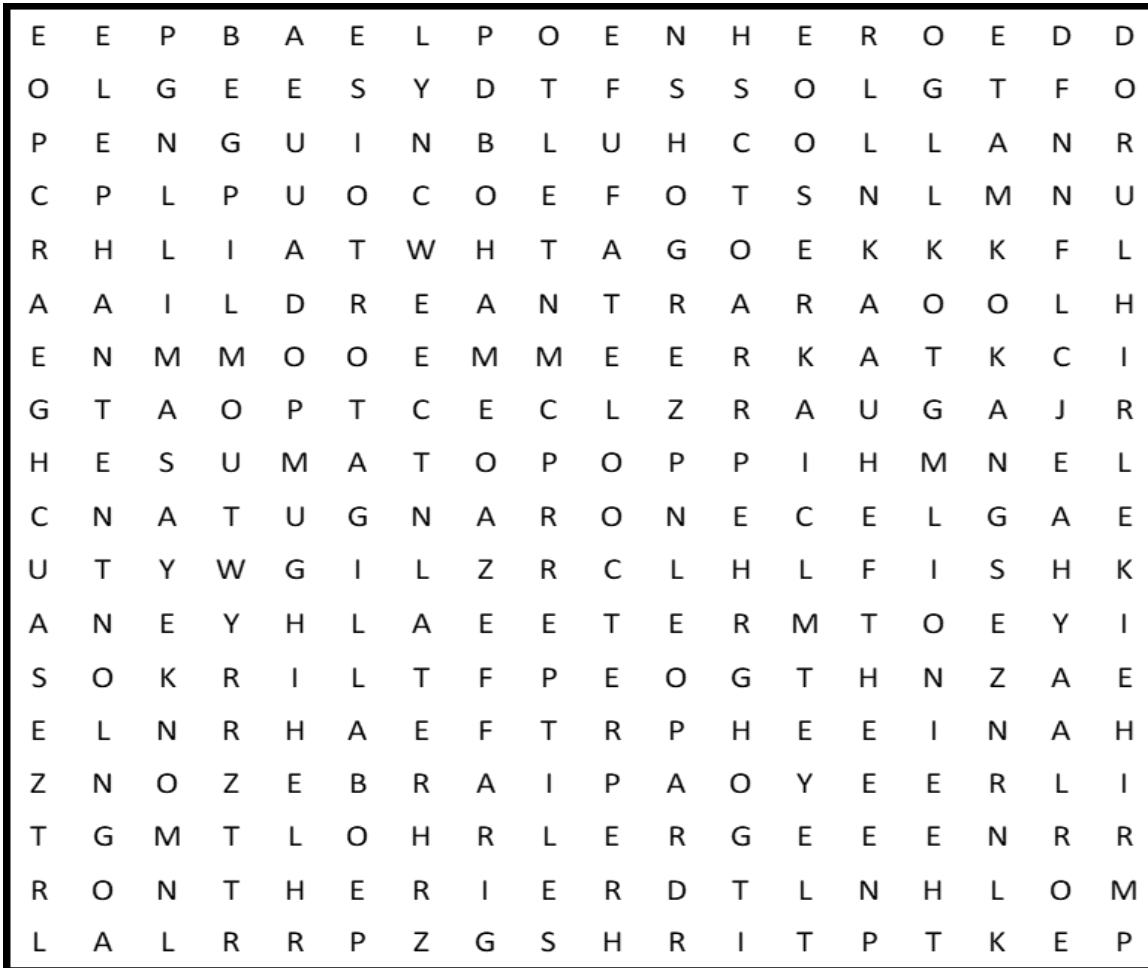 E E P B A E L P O E N H E R O E D D
O L G E E S Y D T F S S O L G T F O
P E N G U I N B L U H C O L L A N R
C P L P U O C O E F O T S N L M N U
R H L I A T W H T A G O E K K K F L
A A I L D R E A N T R A R A O O L H
E N M M O O E M M E E R K A T K C I
G T A O P T C E C L Z R A U G A J R
H E S U M A T O P O P P I H M N E L
C N A T U G N A R O N E C E L G A E
U T Y W G I L Z R C L H L F I S H K
A N E Y H L A E E T E R M T O E Y I
S O K R I L T F P E O G T H N Z A E
E L N R H A E F T R P H E E I N A H
Z N O Z E B R A I P A O Y E E R L I
T G M T L O H R L E R G E E E N R R
R O N T H E R I E R D T L N H L O M
L A L R R P Z G S H R I T P T K E P